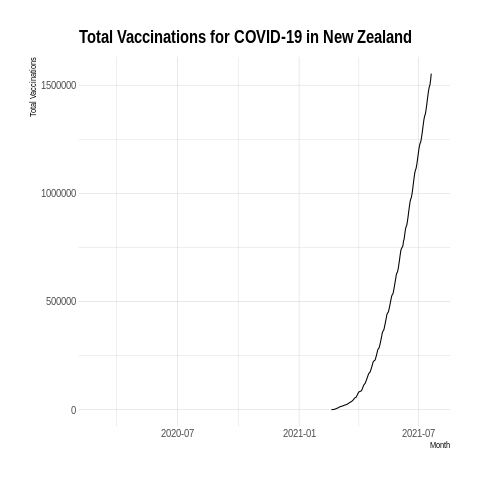 Total Vaccinations for COVID-19 in New Zealand
Total Vaccinations
1500000
1000000
500000
0
2020-07
2021-01
2021-07
Month